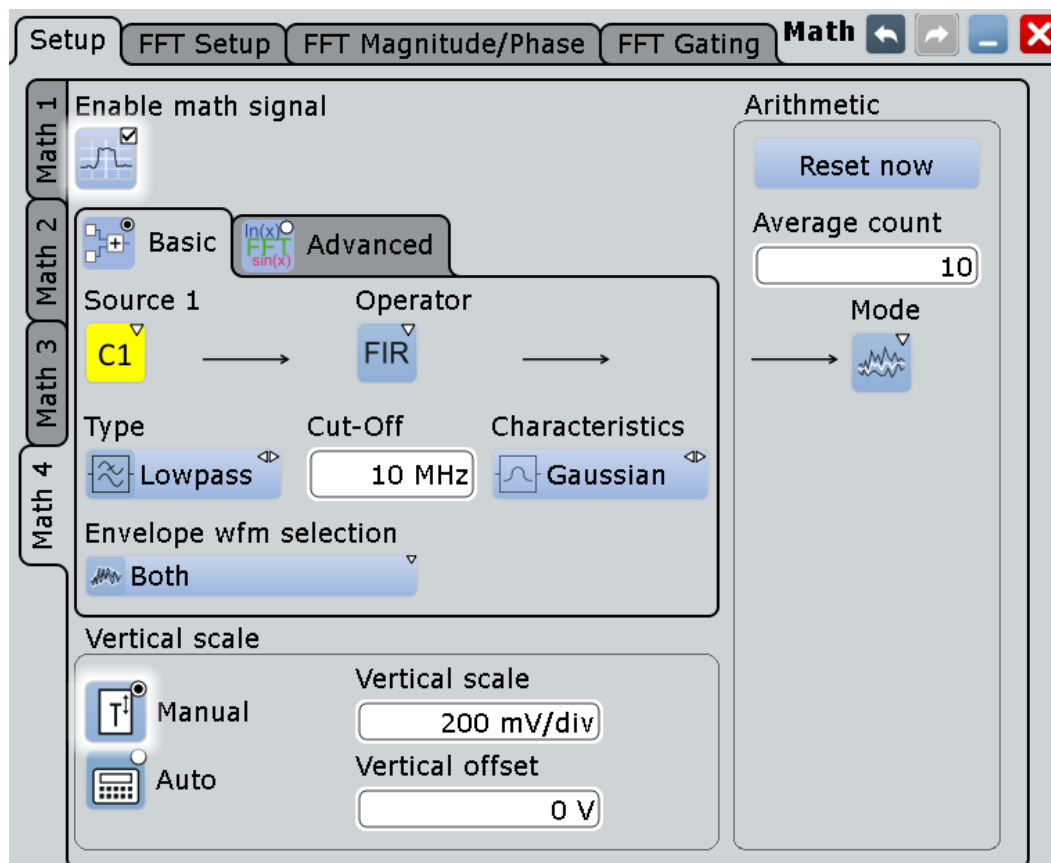 Setup FFT Setup FFT Magnitude/Phase FFT Gating Math
Math 1
Math 2
Math 3
Math 4
Enable math signal
Basic
ln(x) FFT sin(x) Advanced
Source 1 Operator
C1 FIR
Type Cut-Off Characteristics
Lowpass 10 MHz Gaussian
Envelope wfm selection
Both
Vertical scale
T Manual
Auto
Vertical scale
200 mV/div
Vertical offset
0 V
Arithmetic
Reset now
Average count
10
Mode